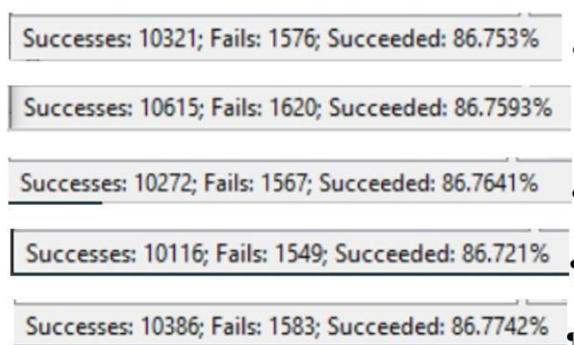 Successes: 10321; Fails: 1576; Succeeded: 86.753%
Successes: 10615; Fails: 1620; Succeeded: 86.7593%
Successes: 10272; Fails: 1567; Succeeded: 86.7641%
Successes: 10116; Fails: 1549; Succeeded: 86.721%
Successes: 10386; Fails: 1583; Succeeded: 86.7742%